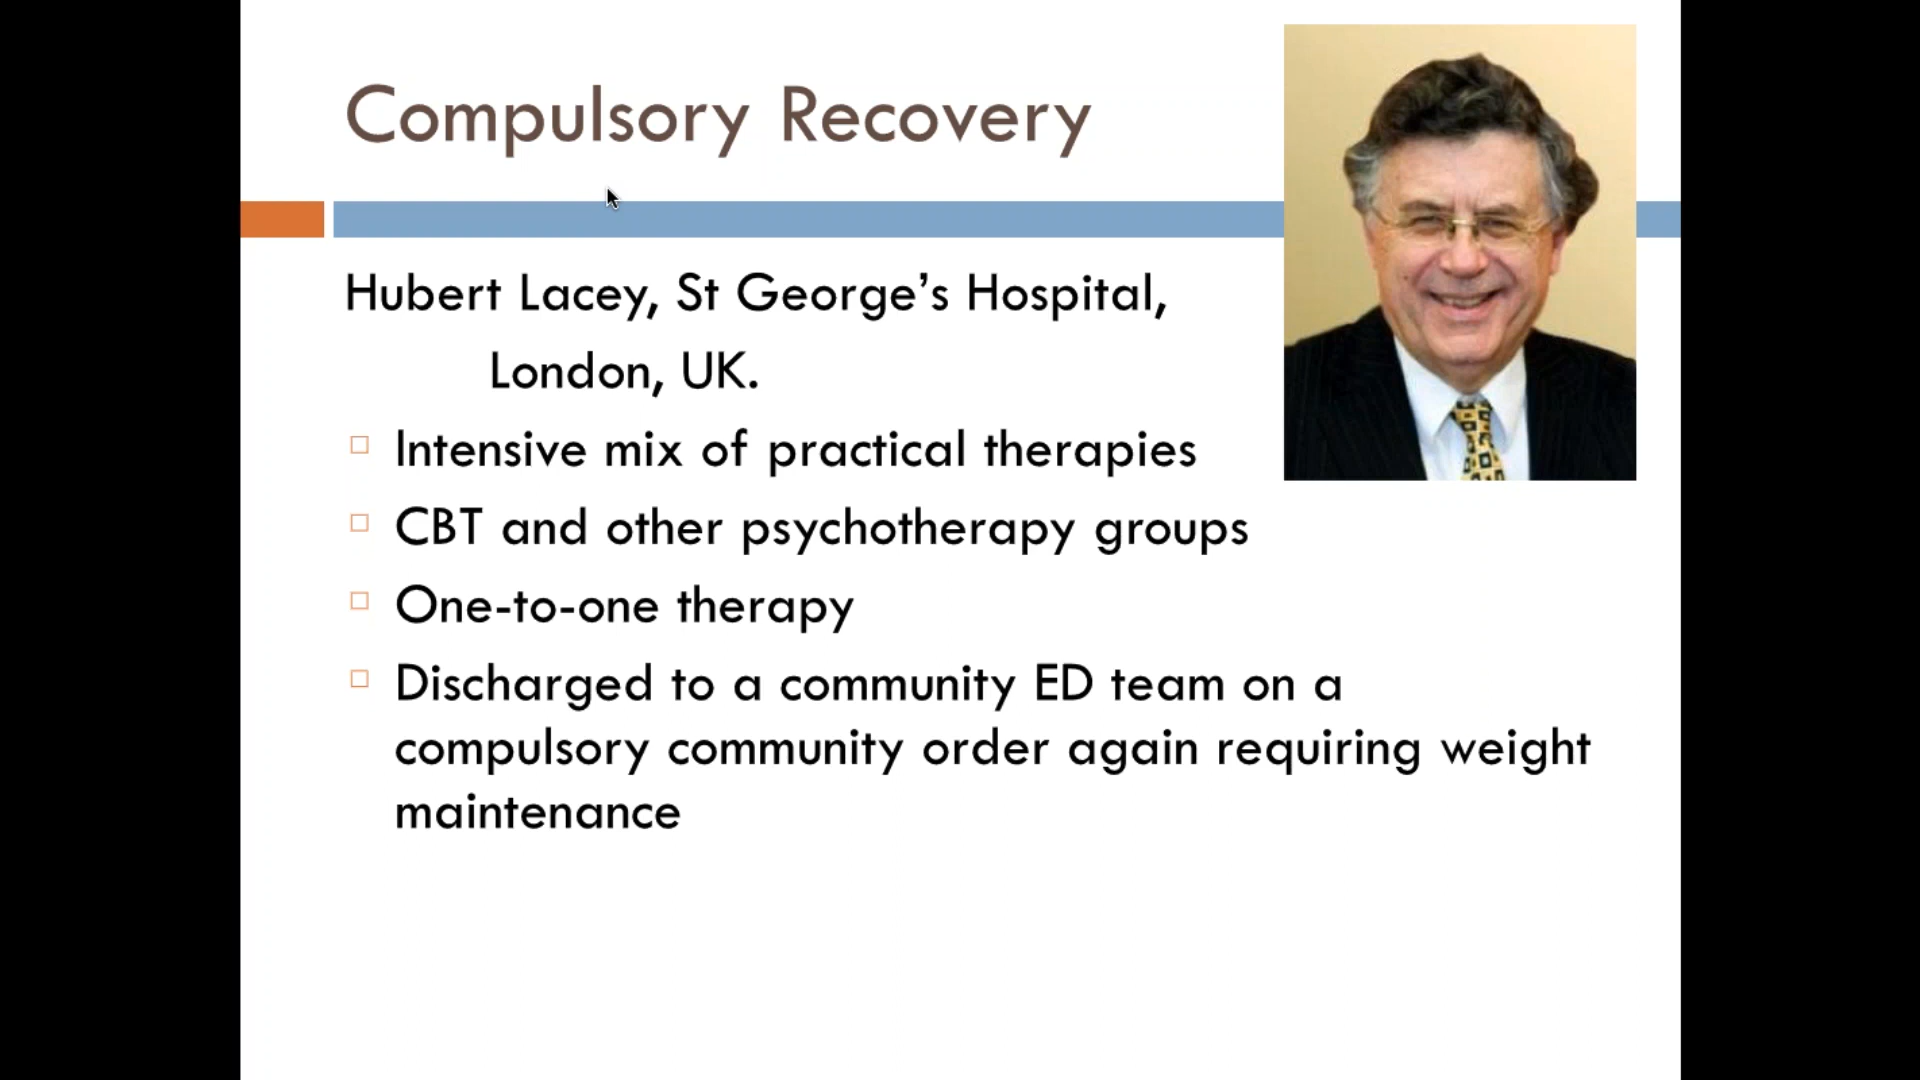 Compulsory Recovery
Hubert Lacey, St George’s Hospital,
London, UK.
Intensive mix of practical therapies
CBT and other psychotherapy groups
One-to-one therapy
Discharged to a community ED team on a
compulsory community order again requiring weight
maintenance